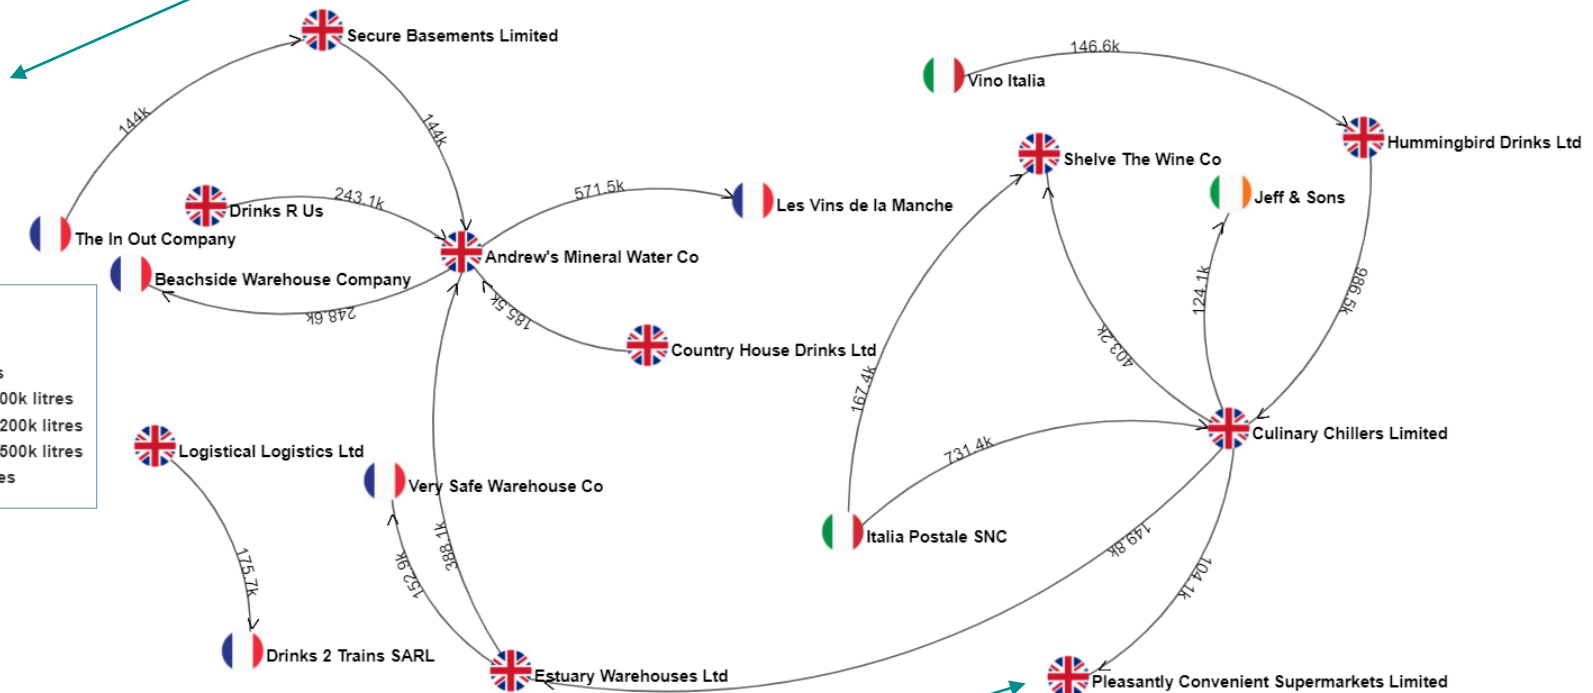 Secure Basements Limited
146.6k
Vino Italia
144k
144k
Hummingbird Drinks Ltd
Shelve The Wine Co
571.5k
243.1k
Jeff & Sons
Drinks R Us
Les Vins de la Manche
The In Out Company
Andrew's Mineral Water Co
Beachside Warehouse Company
248.6k
185.5k
124.1k
986.5k
Country House Drinks Ltd
403.2k
167.4k
s
00k litres
200k litres
500k litres
es
Culinary Chillers Limited
731.4k
Logistical Logistics Ltd
Very Safe Warehouse Co
Italia Postale SNC
388.1k
149.8k
175.7k
152.9k
104.1k
Drinks 2 Trains SARL
Estuary Warehouses Ltd
Pleasantly Convenient Supermarkets Limited